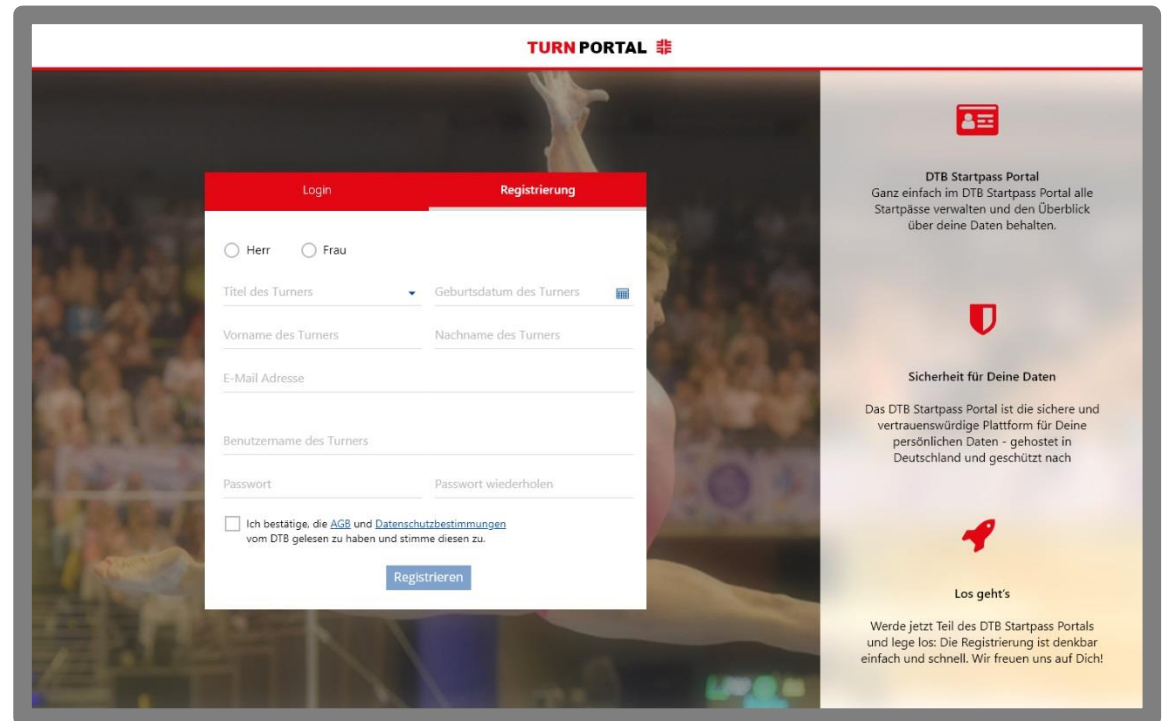 TURN PORTAL
Login
Registrierung
Herr
Frau
Titel des Turners
Geburtsdatum des Turners
Vorname des Turners
Nachname des Turners
E-Mail Adresse
Benutzername des Turners
Passwort
Passwort wiederholen
Ich bestätige, die AGB und Datenschutzbestimmungen
vom DTB gelesen zu haben und stimme diesen zu.
Registrieren
DTB Startpass Portal
Ganz einfach im DTB Startpass Portal alle
Startpässe verwalten und den Überblick
über deine Daten behalten.
Sicherheit für Deine Daten
Das DTB Startpass Portal ist die sichere und
vertrauenswürdige Plattform für Deine
persönlichen Daten - gehostet in
Deutschland und geschützt nach
Los geht's
Werde jetzt Teil des DTB Startpass Portals
und lege los: Die Registrierung ist denkbar
einfach und schnell. Wir freuen uns auf Dich!